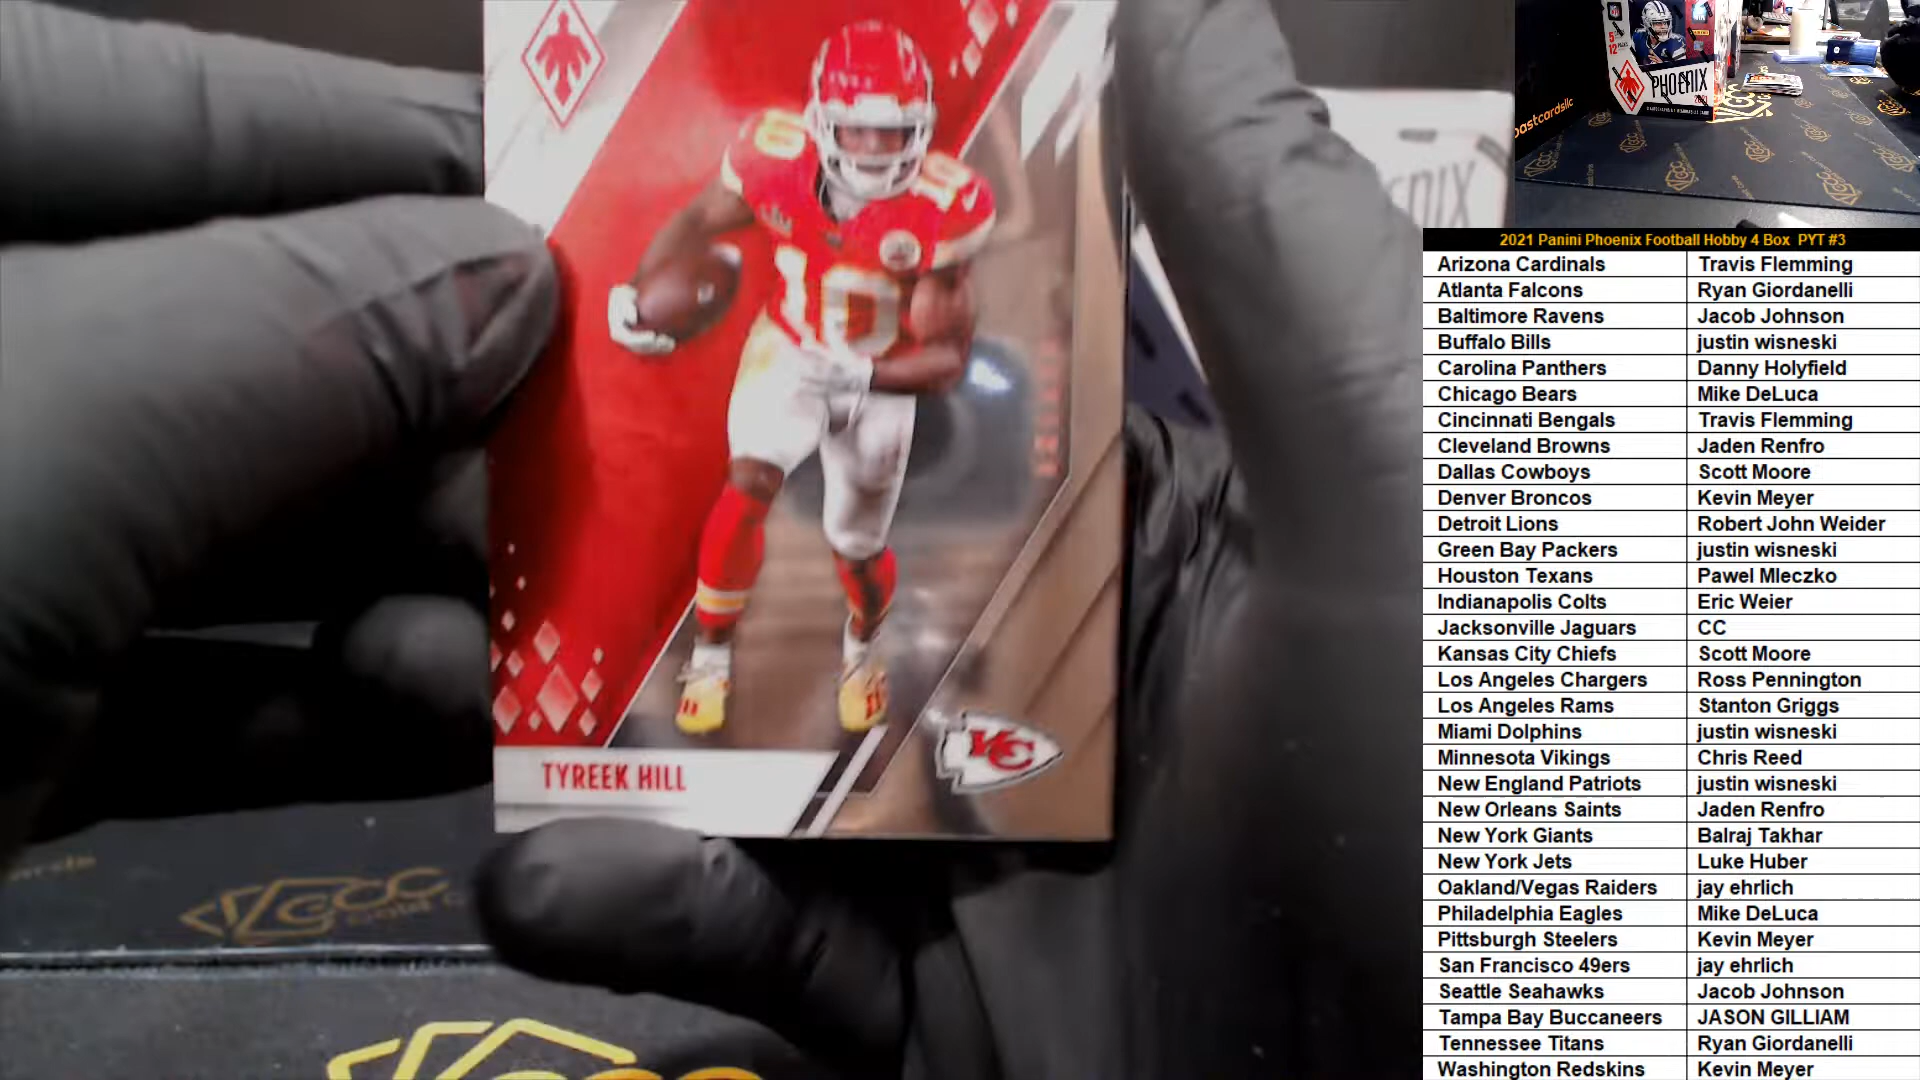 10
10
10
KC
TYREEK HILL
5
12
PHOENIX
2021
oastcardsllc
GCC
2021 Panini Phoenix Football Hobby 4 Box PYT #3
Arizona Cardinals Travis Flemming
Atlanta Falcons Ryan Giordanelli
Baltimore Ravens Jacob Johnson
Buffalo Bills justin wisneski
Carolina Panthers Danny Holyfield
Chicago Bears Mike DeLuca
Cincinnati Bengals Travis Flemming
Cleveland Browns Jaden Renfro
Dallas Cowboys Scott Moore
Denver Broncos Kevin Meyer
Detroit Lions Robert John Weider
Green Bay Packers justin wisneski
Houston Texans Pawel Mleczko
Indianapolis Colts Eric Weier
Jacksonville Jaguars CC
Kansas City Chiefs Scott Moore
Los Angeles Chargers Ross Pennington
Los Angeles Rams Stanton Griggs
Miami Dolphins justin wisneski
Minnesota Vikings Chris Reed
New England Patriots justin wisneski
New Orleans Saints Jaden Renfro
New York Giants Balraj Takhar
New York Jets Luke Huber
Oakland/Vegas Raiders jay ehrlich
Philadelphia Eagles Mike DeLuca
Pittsburgh Steelers Kevin Meyer
San Francisco 49ers jay ehrlich
Seattle Seahawks Jacob Johnson
Tampa Bay Buccaneers JASON GILLIAM
Tennessee Titans Ryan Giordanelli
Washington Redskins Kevin Meyer